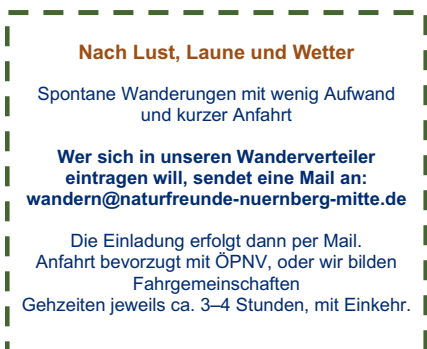 Nach Lust, Laune und Wetter
Spontane Wanderungen mit wenig Aufwand
und kurzer Anfahrt
Wer sich in unseren Wanderverteiler
eintragen will, sendet eine Mail an:
wandern@naturfreunde-nuernberg-mitte.de
Die Einladung erfolgt dann per Mail.
Anfahrt bevorzugt mit ÖPNV, oder wir bilden
Fahrgemeinschaften
Gehzeiten jeweils ca. 3–4 Stunden, mit Einkehr.